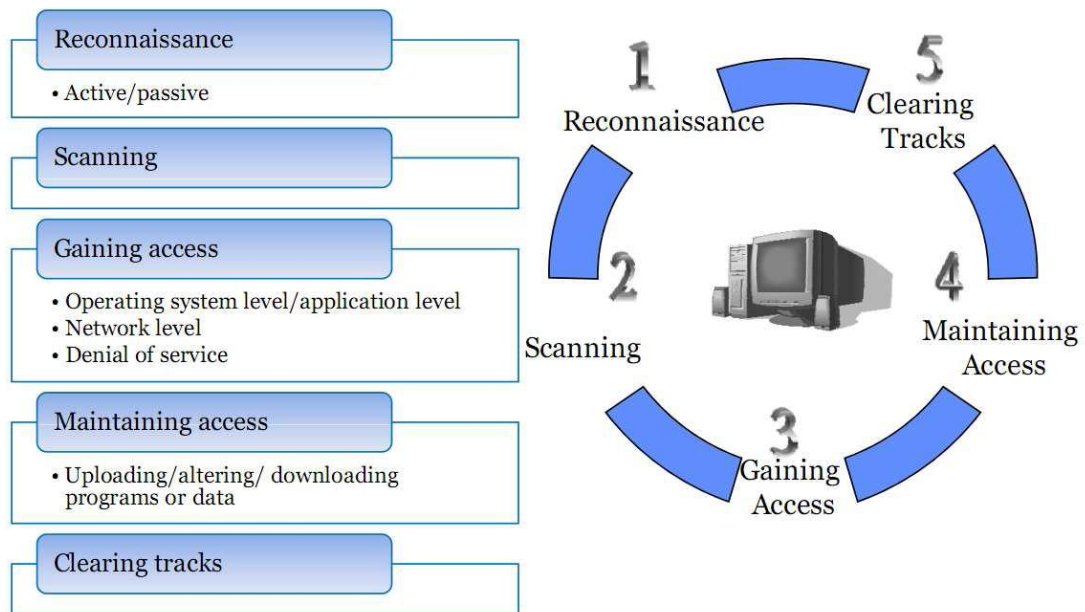 Reconnaissance
• Active/passive
Scanning
Gaining access
• Operating system level/application level
• Network level
• Denial of service
Maintaining access
• Uploading/altering/ downloading
programs or data
Clearing tracks
1
Reconnaissance
2
Scanning
3
Gaining
Access
4
Maintaining
Access
5
Clearing
Tracks